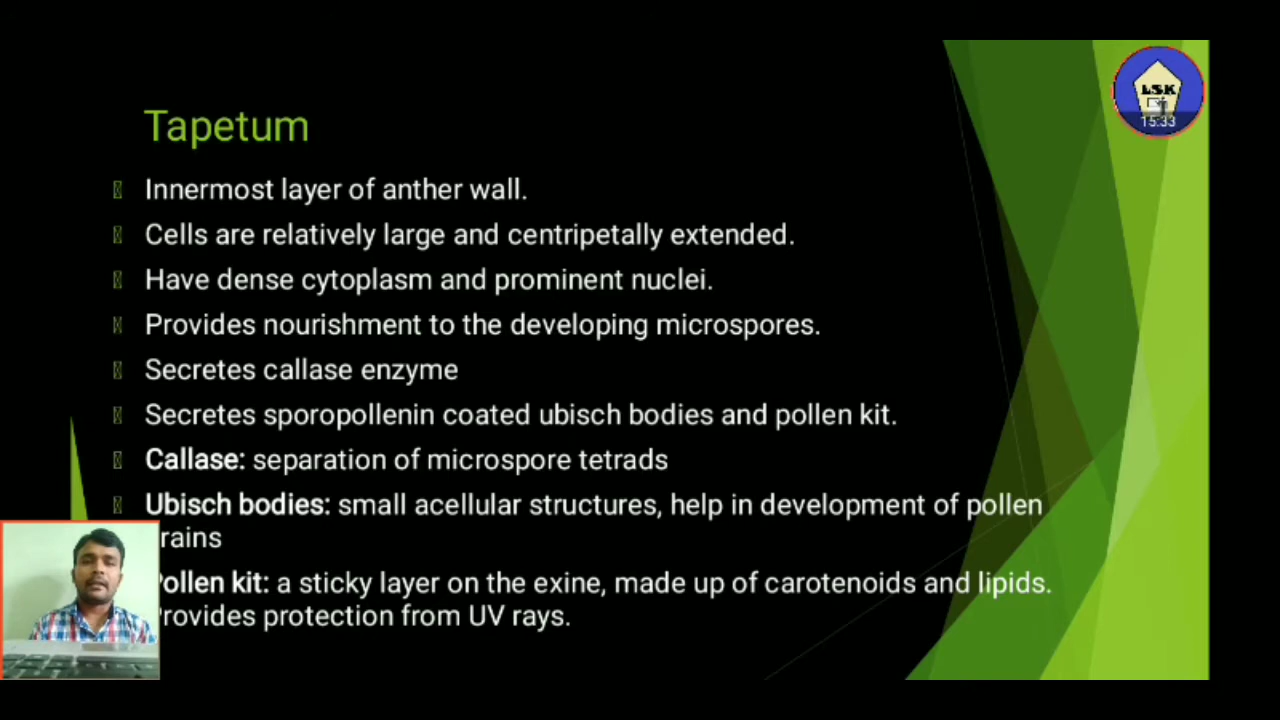 LSK
15:33
Tapetum
Innermost layer of anther wall.
Cells are relatively large and centripetally extended.
Have dense cytoplasm and prominent nuclei.
Provides nourishment to the developing microspores.
Secretes callase enzyme
Secretes sporopollenin coated ubisch bodies and pollen kit.
Callase: separation of microspore tetrads
Ubisch bodies: small acellular structures, help in development of pollen
rains
Pollen kit: a sticky layer on the exine, made up of carotenoids and lipids.
Provides protection from UV rays.